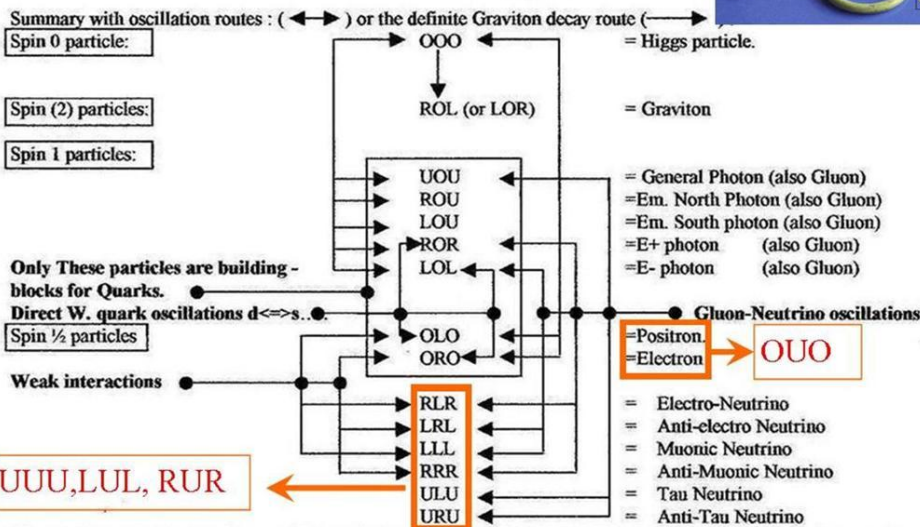 Summary with oscillation routes : ( ◄─► ) or the definite Graviton decay route ( ─► )
Spin 0 particle: OOO = Higgs particle.
Spin (2) particles: ROL (or LOR) = Graviton
Spin 1 particles:
UOU = General Photon (also Gluon)
ROU =Em. North Photon (also Gluon)
LOU =Em. South photon (also Gluon)
ROR =E+ photon (also Gluon)
Only These particles are building - LOL =E- photon (also Gluon)
blocks for Quarks.
Direct W. quark oscillations d<=>s… Gluon-Neutrino oscillations
Spin ½ particles OLO =Positron.
ORO =Electron OUO
Weak interactions
RLR = Electro-Neutrino
LRL = Anti-electro Neutrino
LLL = Muonic Neutrino
UUU,LUL, RUR RRR = Anti-Muonic Neutrino
ULU = Tau Neutrino
URU = Anti-Tau Neutrino